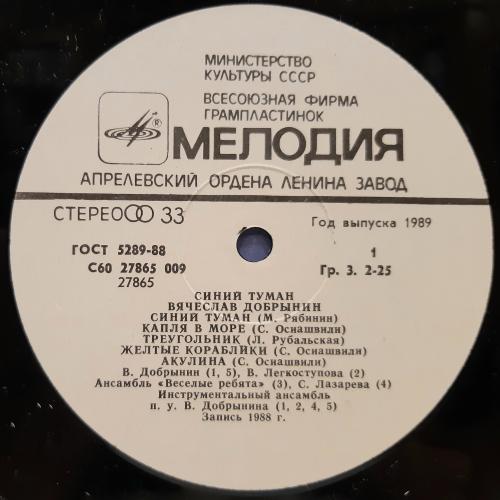 МИНИСТЕРСТВО
КУЛЬТУРЫ СССР
ВСЕСОЮЗНАЯ ФИРМА
ГРАМПЛАСТИНОК
®
МЕЛОДИЯ
АПРЕЛЕВСКИЙ ОРДЕНА ЛЕНИНА ЗАВОД
СТЕРЕО 33
Год выпуска 1989
ГОСТ 5289-88
1
С60 27865 009
Гр. 3. 2-25
27865
СИНИЙ ТУМАН
ВЯЧЕСЛАВ ДОБРЫНИН
СИНИЙ ТУМАН (М. Рябинин)
КАПЛЯ В МОРЕ (С. Осиашвили)
ТРЕУГОЛЬНИК (Л. Рубальская)
ЖЕЛТЫЕ КОРАБЛИКИ (С. Осиашвили)
АКУЛИНА (С. Осиашвили)
В. Добрынин (1, 5), В. Легкоступова (2)
Ансамбль «Веселые ребята» (3), С. Лазарева (4)
Инструментальный ансамбль
п. у. В. Добрынина (1, 2, 4, 5)
Запись 1988 г.